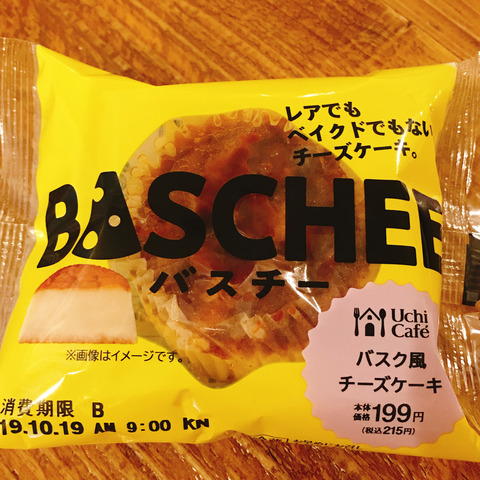 レアでも
ベイクドでもない
チーズケーキ。
BASCHEE
バスチー
※画像はイメージです。
Uchi
Café
バスク風
チーズケーキ
本体価格 199円
(税込215円)
消費期限 B
19.10.19 AM 9:00 KN